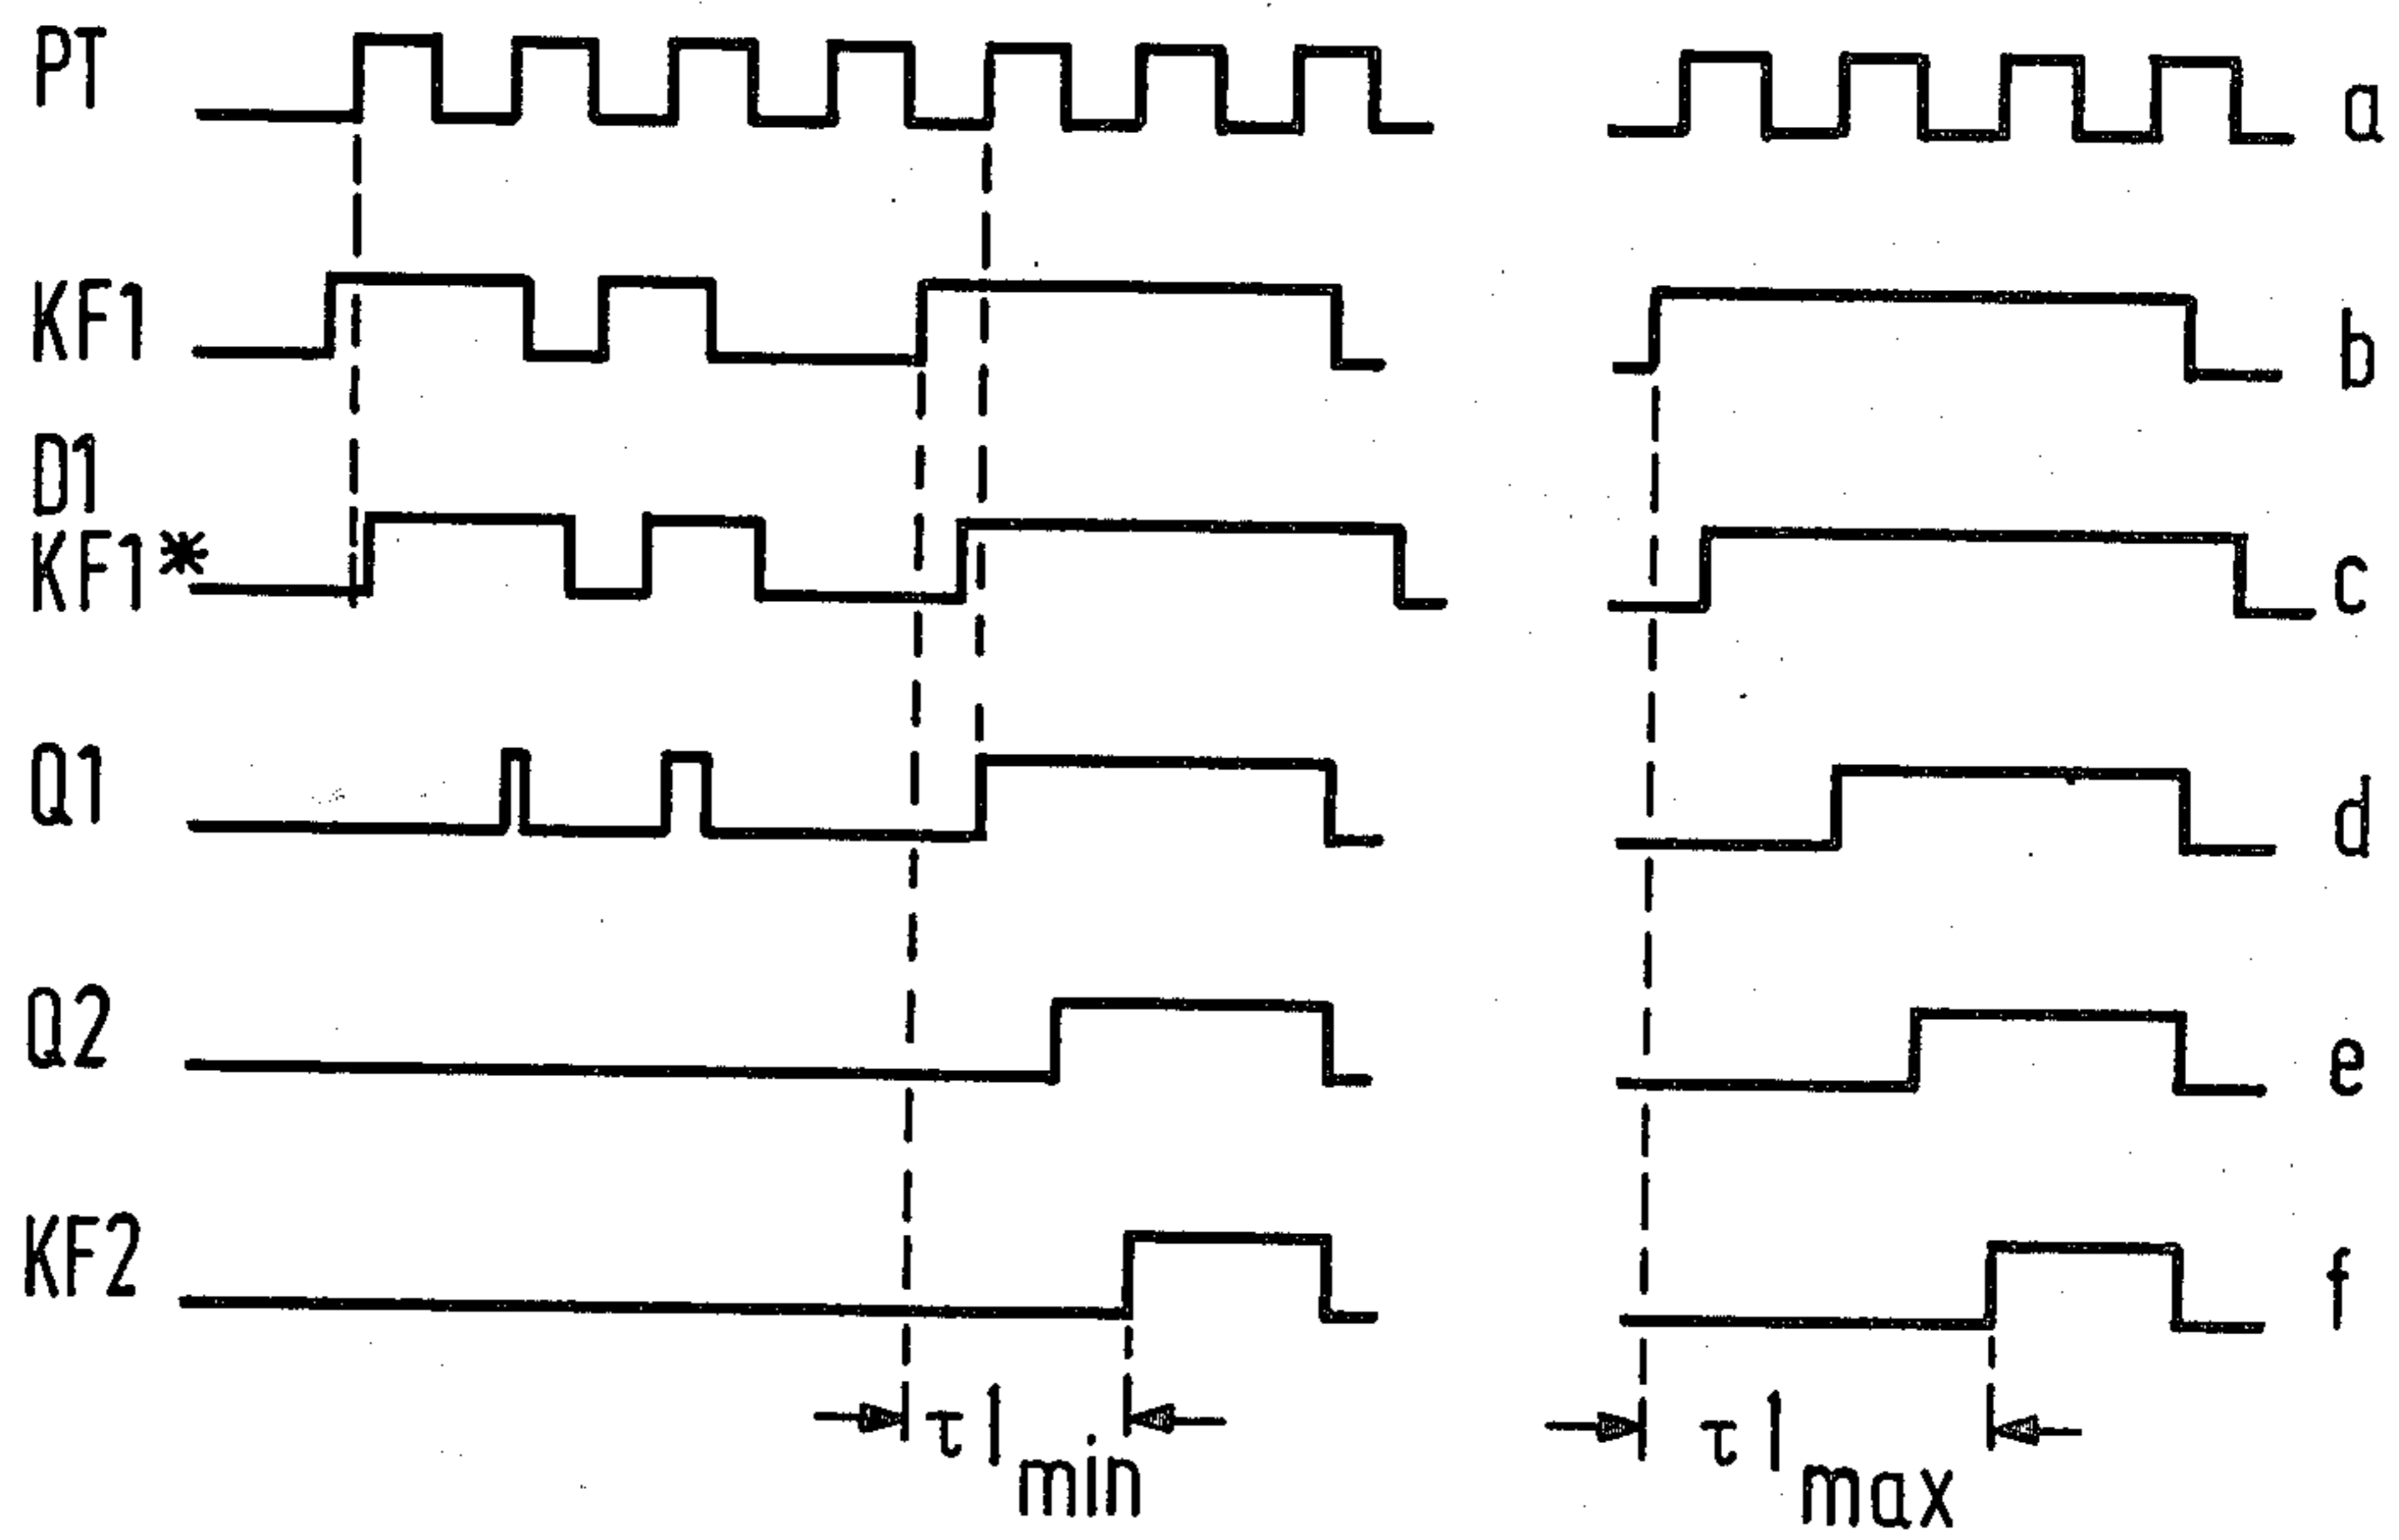 PT a
KF1 b
D1
KF1* c
Q1 d
Q2 e
KF2 f
τ1min τ1max